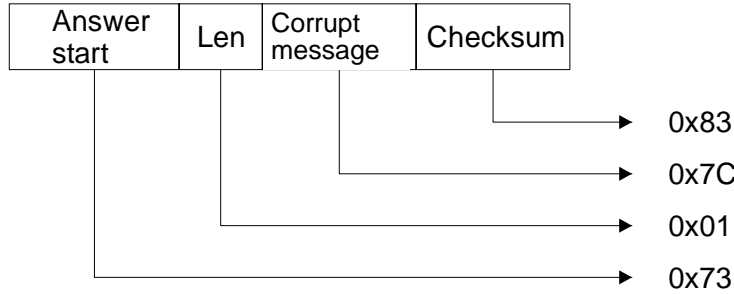 Answer
start
Len
Corrupt
message
Checksum
0x83
0x7C
0x01
0x73